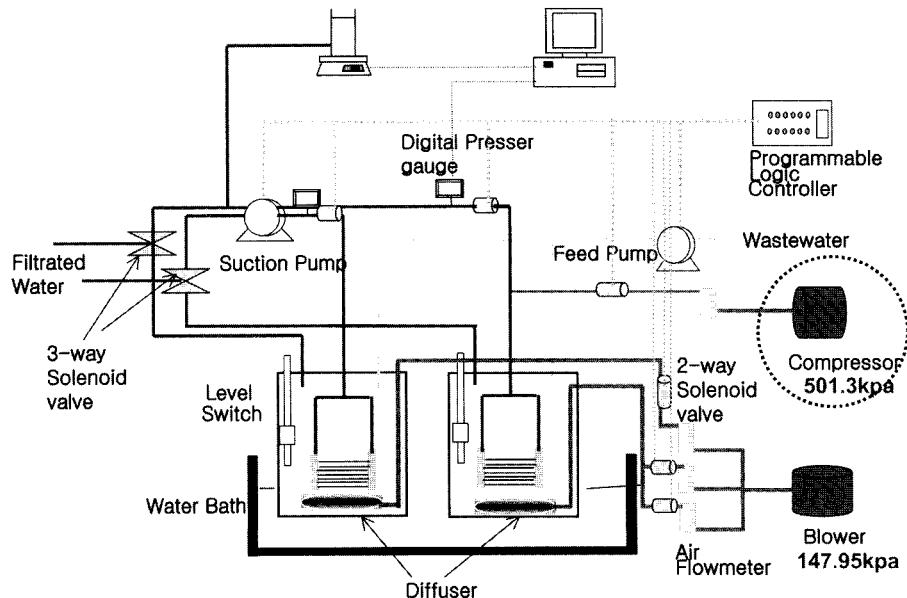 Digital Presser
gauge
Programmable
Logic
Controller
Filtrated
Water
Suction Pump
Feed Pump
Wastewater
3-way
Solenoid
valve
Level
Switch
2-way
Solenoid
valve
Compressor
501.3kpa
Water Bath
Diffuser
Air
Flowmeter
Blower
147.95kpa